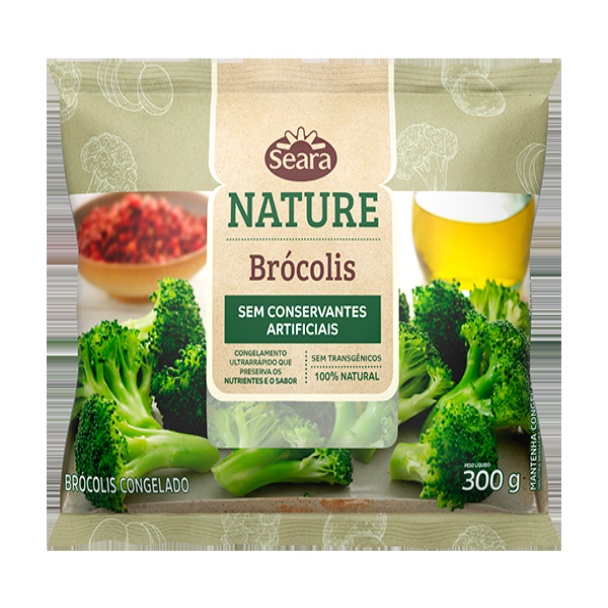 Seara
NATURE
Brócolis
SEM CONSERVANTES
ARTIFICIAIS
CONGELAMENTO
ULTRARRÁPIDO QUE
PRESERVA OS
NUTRIENTES E O SABOR
SEM TRANSGÊNICOS
100% NATURAL
BRÓCOLIS CONGELADO
PESO LÍQUIDO
300 g
MANTENHA